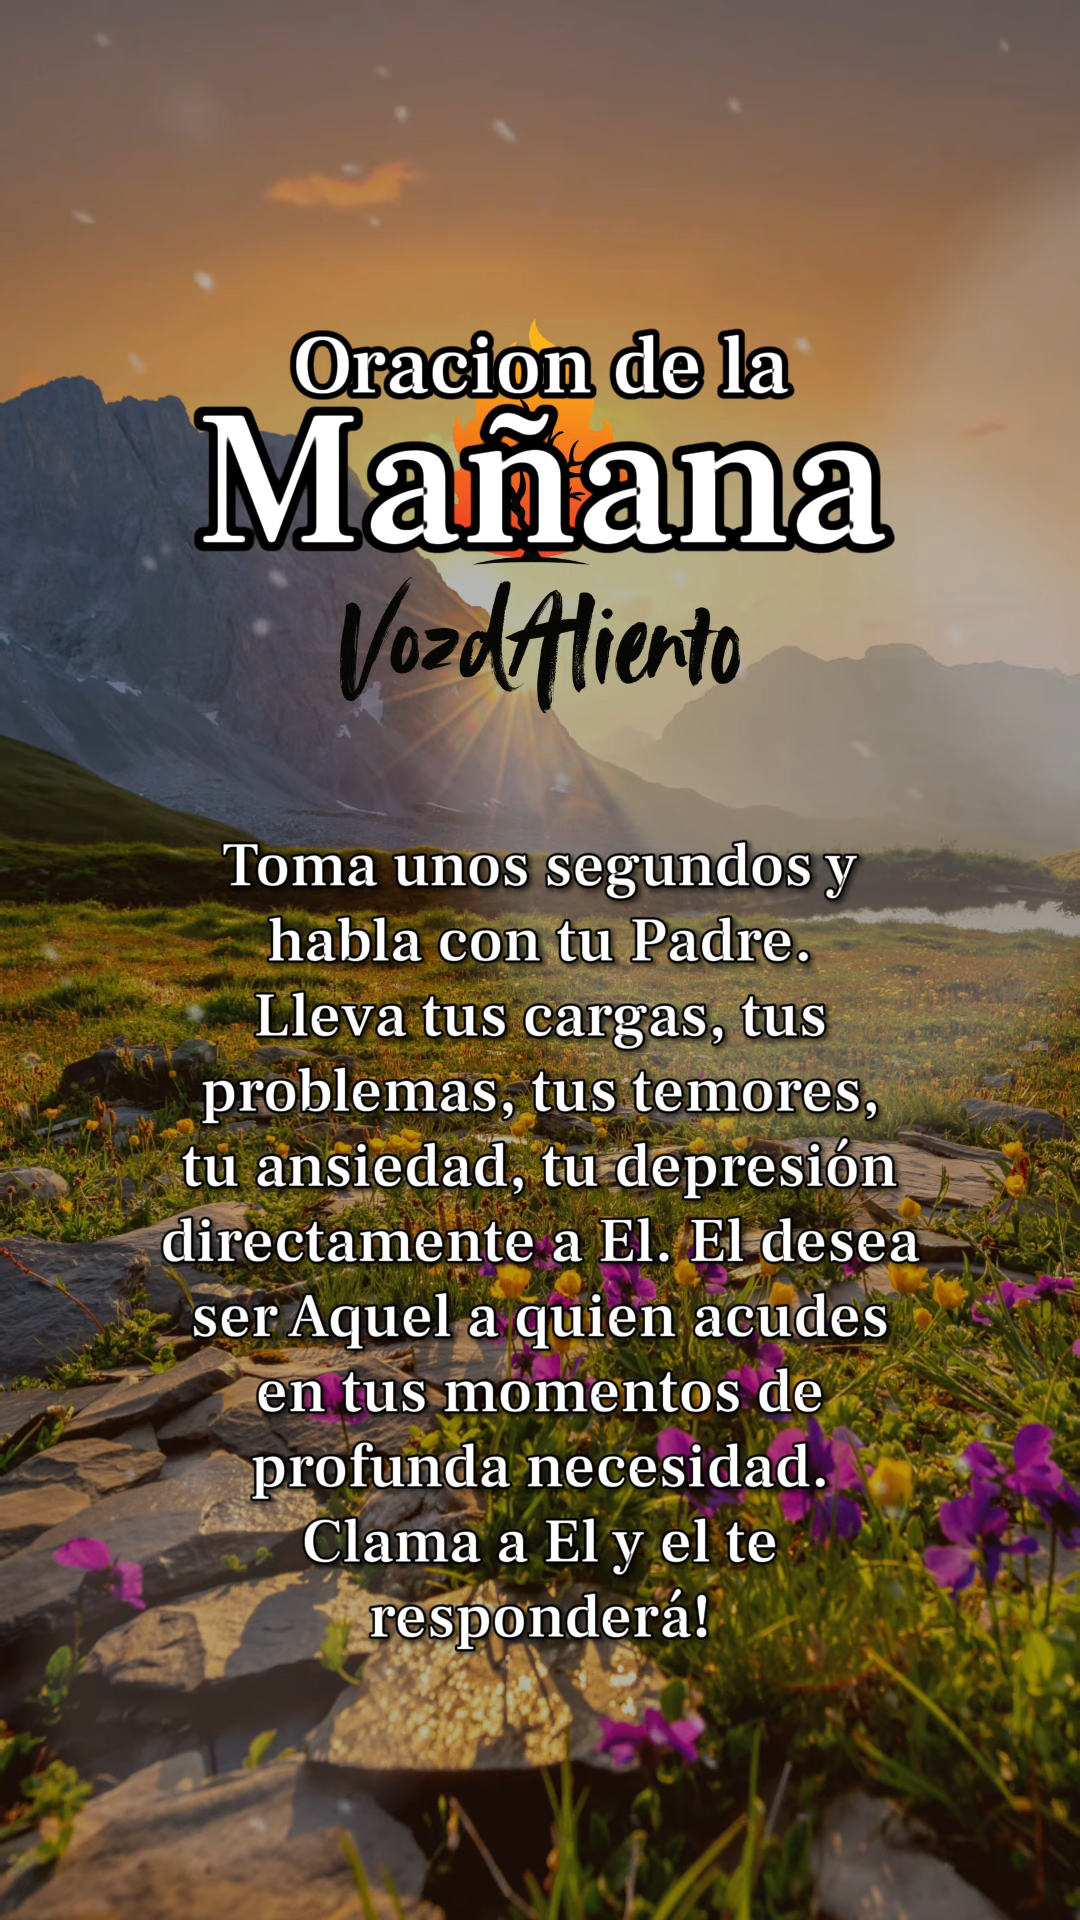 Oracion de la
Mañana
VozdAliento
Toma unos segundos y
habla con tu Padre.
Lleva tus cargas, tus
problemas, tus temores,
tu ansiedad, tu depresión
directamente a El. El desea
ser Aquel a quien acudes
en tus momentos de
profunda necesidad.
Clama a El y el te
responderá!